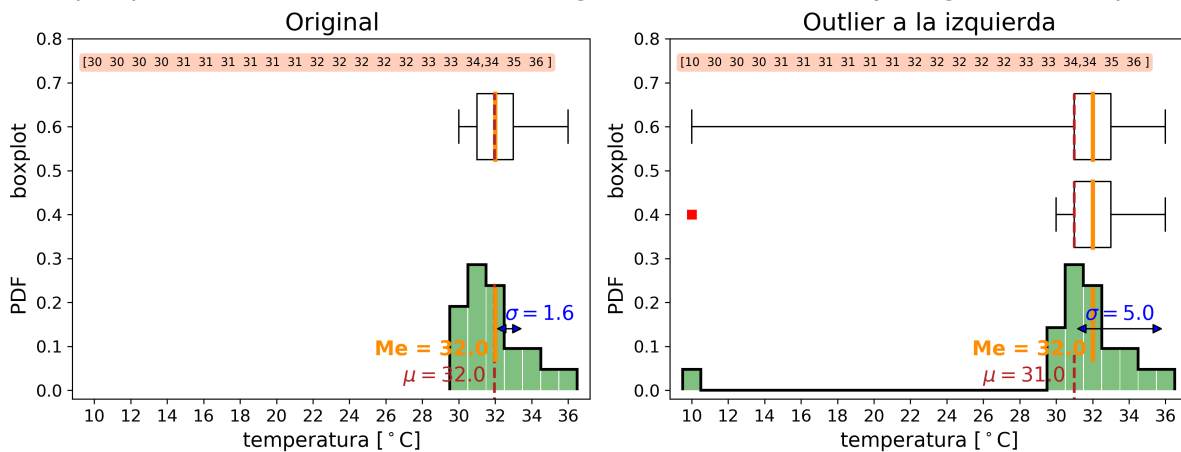 Original
0.8
[30 30 30 30 31 31 31 31 31 31 32 32 32 32 32 33 33 34,34 35 36 ]
0.7
0.6
0.5
0.4
0.3
0.2
0.1
0.0
boxplot
PDF
σ = 1.6
Me = 32.0
μ = 32.0
10 12 14 16 18 20 22 24 26 28 30 32 34 36
temperatura [°C]
Outlier a la izquierda
0.8
[10 30 30 30 31 31 31 31 31 31 32 32 32 32 32 33 33 34,34 35 36 ]
0.7
0.6
0.5
0.4
0.3
0.2
0.1
0.0
boxplot
PDF
σ = 5.0
Me = 32.0
μ = 31.0
10 12 14 16 18 20 22 24 26 28 30 32 34 36
temperatura [°C]